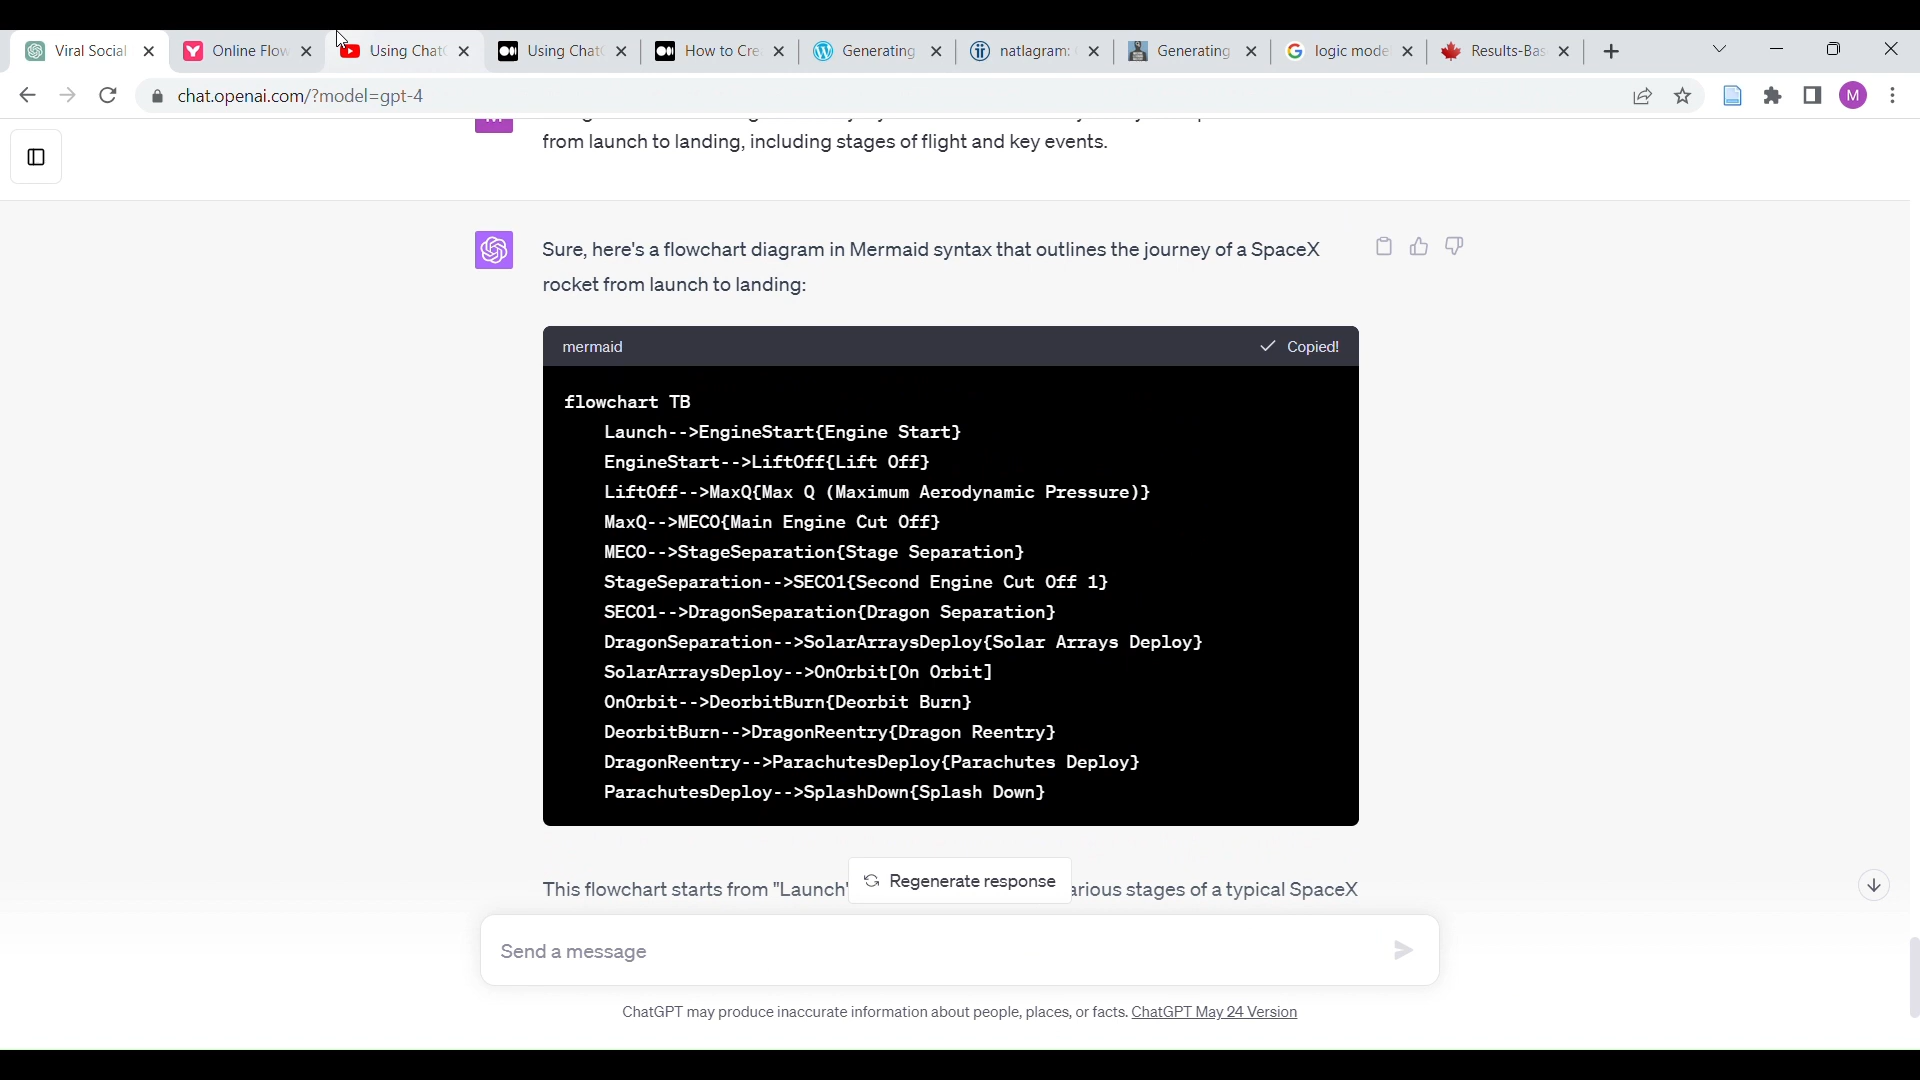 Viral Social
Online Flow
Using Chat
Using Chat
How to Cre
Generating
natlagram:
Generating
logic mode
Results-Bas
chat.openai.com/?model=gpt-4
M
from launch to landing, including stages of flight and key events.
Sure, here's a flowchart diagram in Mermaid syntax that outlines the journey of a SpaceX
rocket from launch to landing:
mermaid
Copied!
flowchart TB
Launch-->EngineStart{Engine Start}
EngineStart-->LiftOff{Lift Off}
LiftOff-->MaxQ{Max Q (Maximum Aerodynamic Pressure)}
MaxQ-->MECO{Main Engine Cut Off}
MECO-->StageSeparation{Stage Separation}
StageSeparation-->SECO1{Second Engine Cut Off 1}
SECO1-->DragonSeparation{Dragon Separation}
DragonSeparation-->SolarArraysDeploy{Solar Arrays Deploy}
SolarArraysDeploy-->OnOrbit[On Orbit]
OnOrbit-->DeorbitBurn{Deorbit Burn}
DeorbitBurn-->DragonReentry{Dragon Reentry}
DragonReentry-->ParachutesDeploy{Parachutes Deploy}
ParachutesDeploy-->SplashDown{Splash Down}
This flowchart starts from "Launch" arious stages of a typical SpaceX
Regenerate response
Send a message
ChatGPT may produce inaccurate information about people, places, or facts. ChatGPT May 24 Version